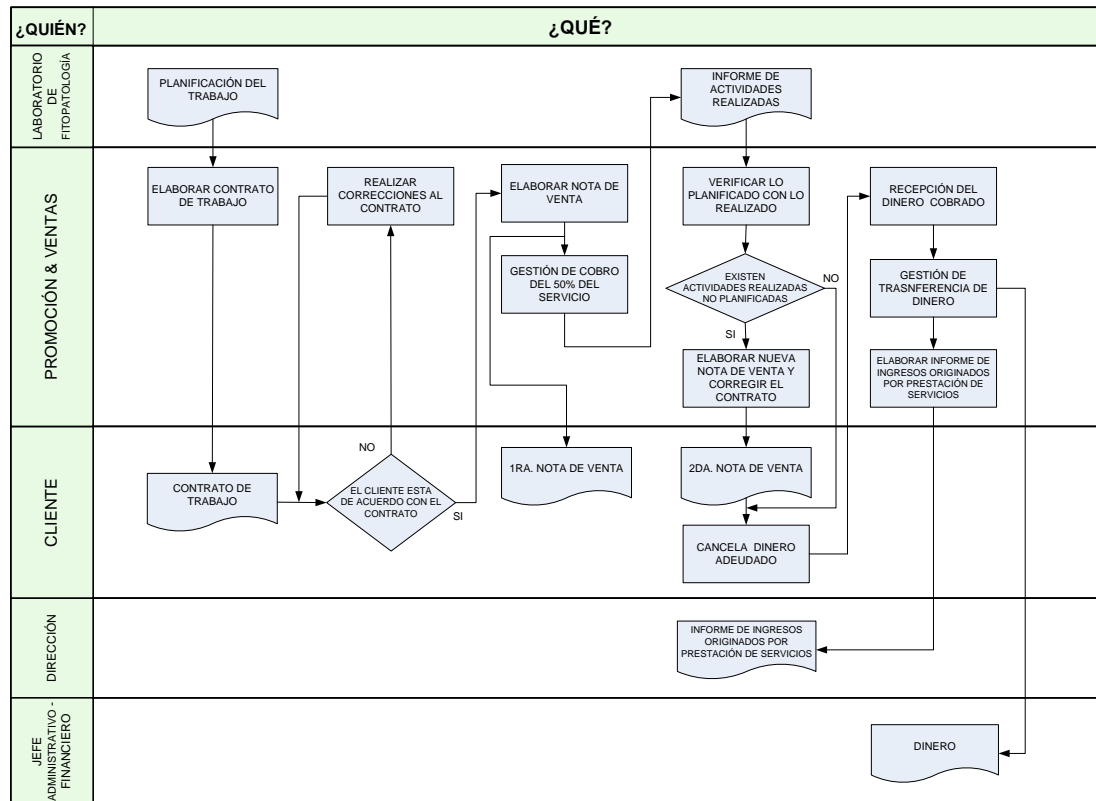 ¿QUIÉN?
¿QUÉ?
LABORATORIO
DE
FITOPATOLOGÍA
PLANIFICACIÓN DEL
TRABAJO
INFORME DE
ACTIVIDADES
REALIZADAS
PROMOCIÓN & VENTAS
ELABORAR CONTRATO
DE TRABAJO
REALIZAR
CORRECCIONES AL
CONTRATO
ELABORAR NOTA DE
VENTA
VERIFICAR LO
PLANIFICADO CON LO
REALIZADO
RECEPCIÓN DEL
DINERO COBRADO
GESTIÓN DE COBRO
DEL 50% DEL
SERVICIO
EXISTEN
ACTIVIDADES REALIZADAS
NO PLANIFICADAS
NO
GESTIÓN DE
TRASNFERENCIA DE
DINERO
SI
ELABORAR NUEVA
NOTA DE VENTA Y
CORREGIR EL
CONTRATO
ELABORAR INFORME DE
INGRESOS ORIGINADOS
POR PRESTACIÓN DE
SERVICIOS
CLIENTE
NO
CONTRATO DE
TRABAJO
EL CLIENTE ESTA
DE ACUERDO CON EL
CONTRATO
SI
1RA. NOTA DE VENTA
2DA. NOTA DE VENTA
CANCELA DINERO
ADEUDADO
DIRECCIÓN
INFORME DE INGRESOS
ORIGINADOS POR
PRESTACIÓN DE SERVICIOS
JEFE
ADMINISTRATIVO -
FINANCIERO
DINERO